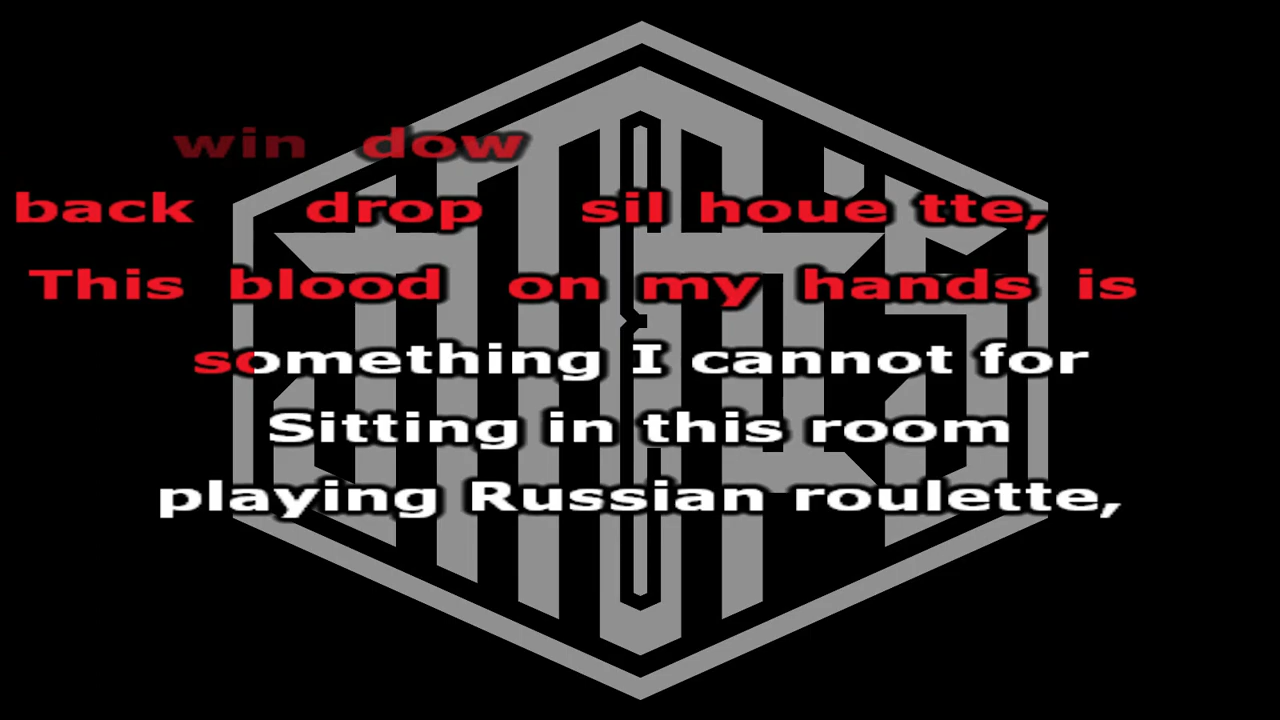 win dow
back drop sil houe tte,
This blood on my hands is
something I cannot for
Sitting in this room
playing Russian roulette,